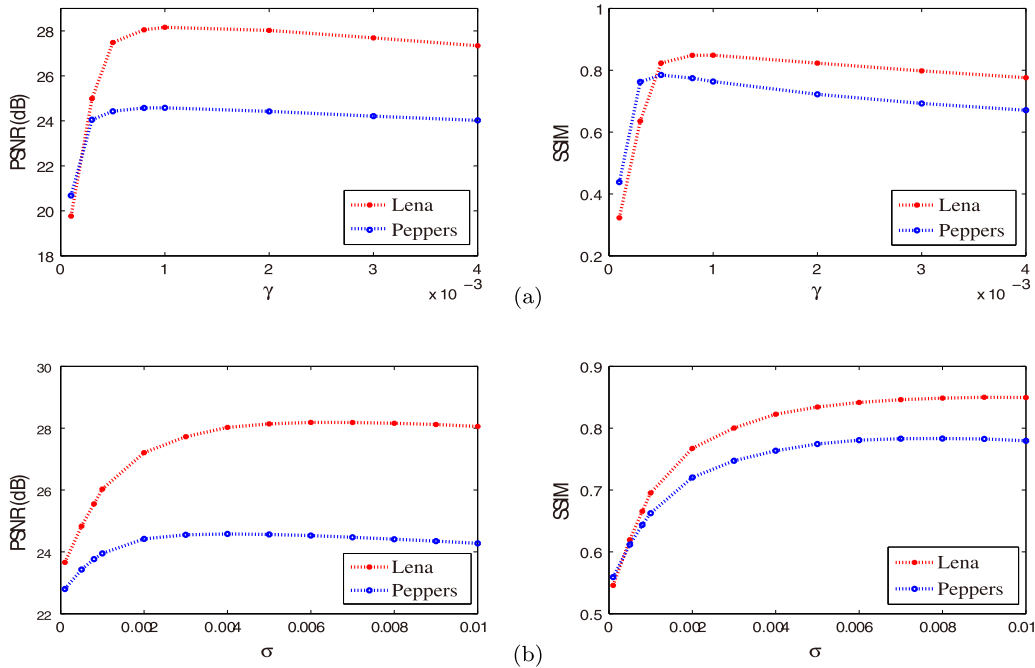 28
26
24
22
20
18
PSNR(dB)
0 1 2 3 4
x 10 -3
γ
Lena
Peppers
1
0.8
0.6
0.4
0.2
SSIM
0 1 2 3 4
x 10 -3
γ
Lena
Peppers
(a)
30
28
26
24
22
PSNR(dB)
0 0.002 0.004 0.006 0.008 0.01
σ
Lena
Peppers
0.9
0.8
0.7
0.6
0.5
SSIM
0 0.002 0.004 0.006 0.008 0.01
σ
Lena
Peppers
(b)